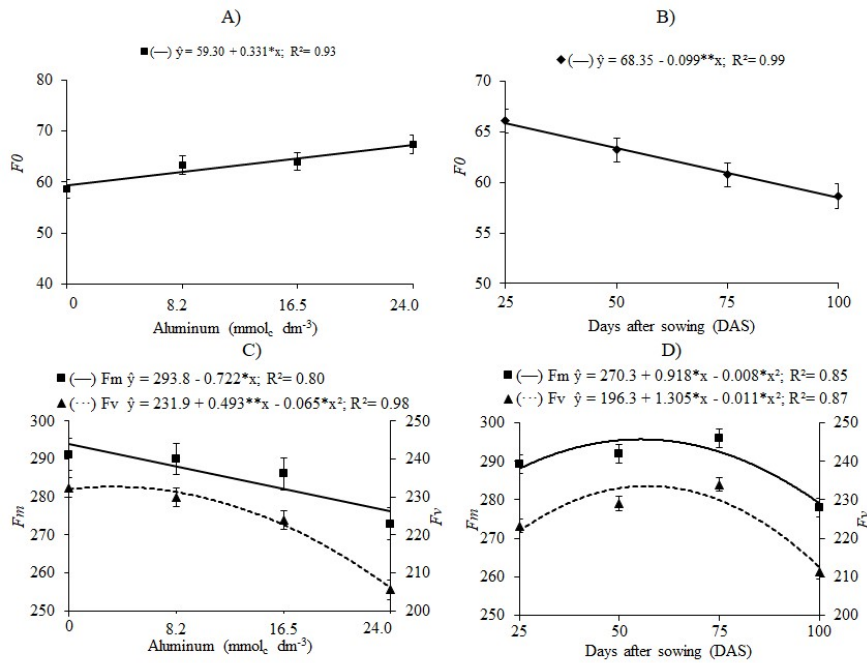 A)
(—) ŷ = 59.30 + 0.331*x; R²= 0.93
80
70
60
50
40
F0
0 8.2 16.5 24.0
Aluminum (mmolc dm-3)
B)
(—) ŷ = 68.35 - 0.099**x; R²= 0.99
70
65
60
55
50
F0
25 50 75 100
Days after sowing (DAS)
C)
(—) Fm ŷ = 293.8 - 0.722*x; R²= 0.80
(···) Fv ŷ = 231.9 + 0.493**x - 0.065*x²; R²= 0.98
300 250
290 240
280 230
270 220
260 210
250 200
Fm
Fv
0 8.2 16.5 24.0
Aluminum (mmolc dm-3)
D)
(—) Fm ŷ = 270.3 + 0.918*x - 0.008*x²; R²= 0.85
(···) Fv ŷ = 196.3 + 1.305*x - 0.011*x²; R²= 0.87
300 250
290 240
280 230
270 220
260 210
250 200
Fm
Fv
25 50 75 100
Days after sowing (DAS)